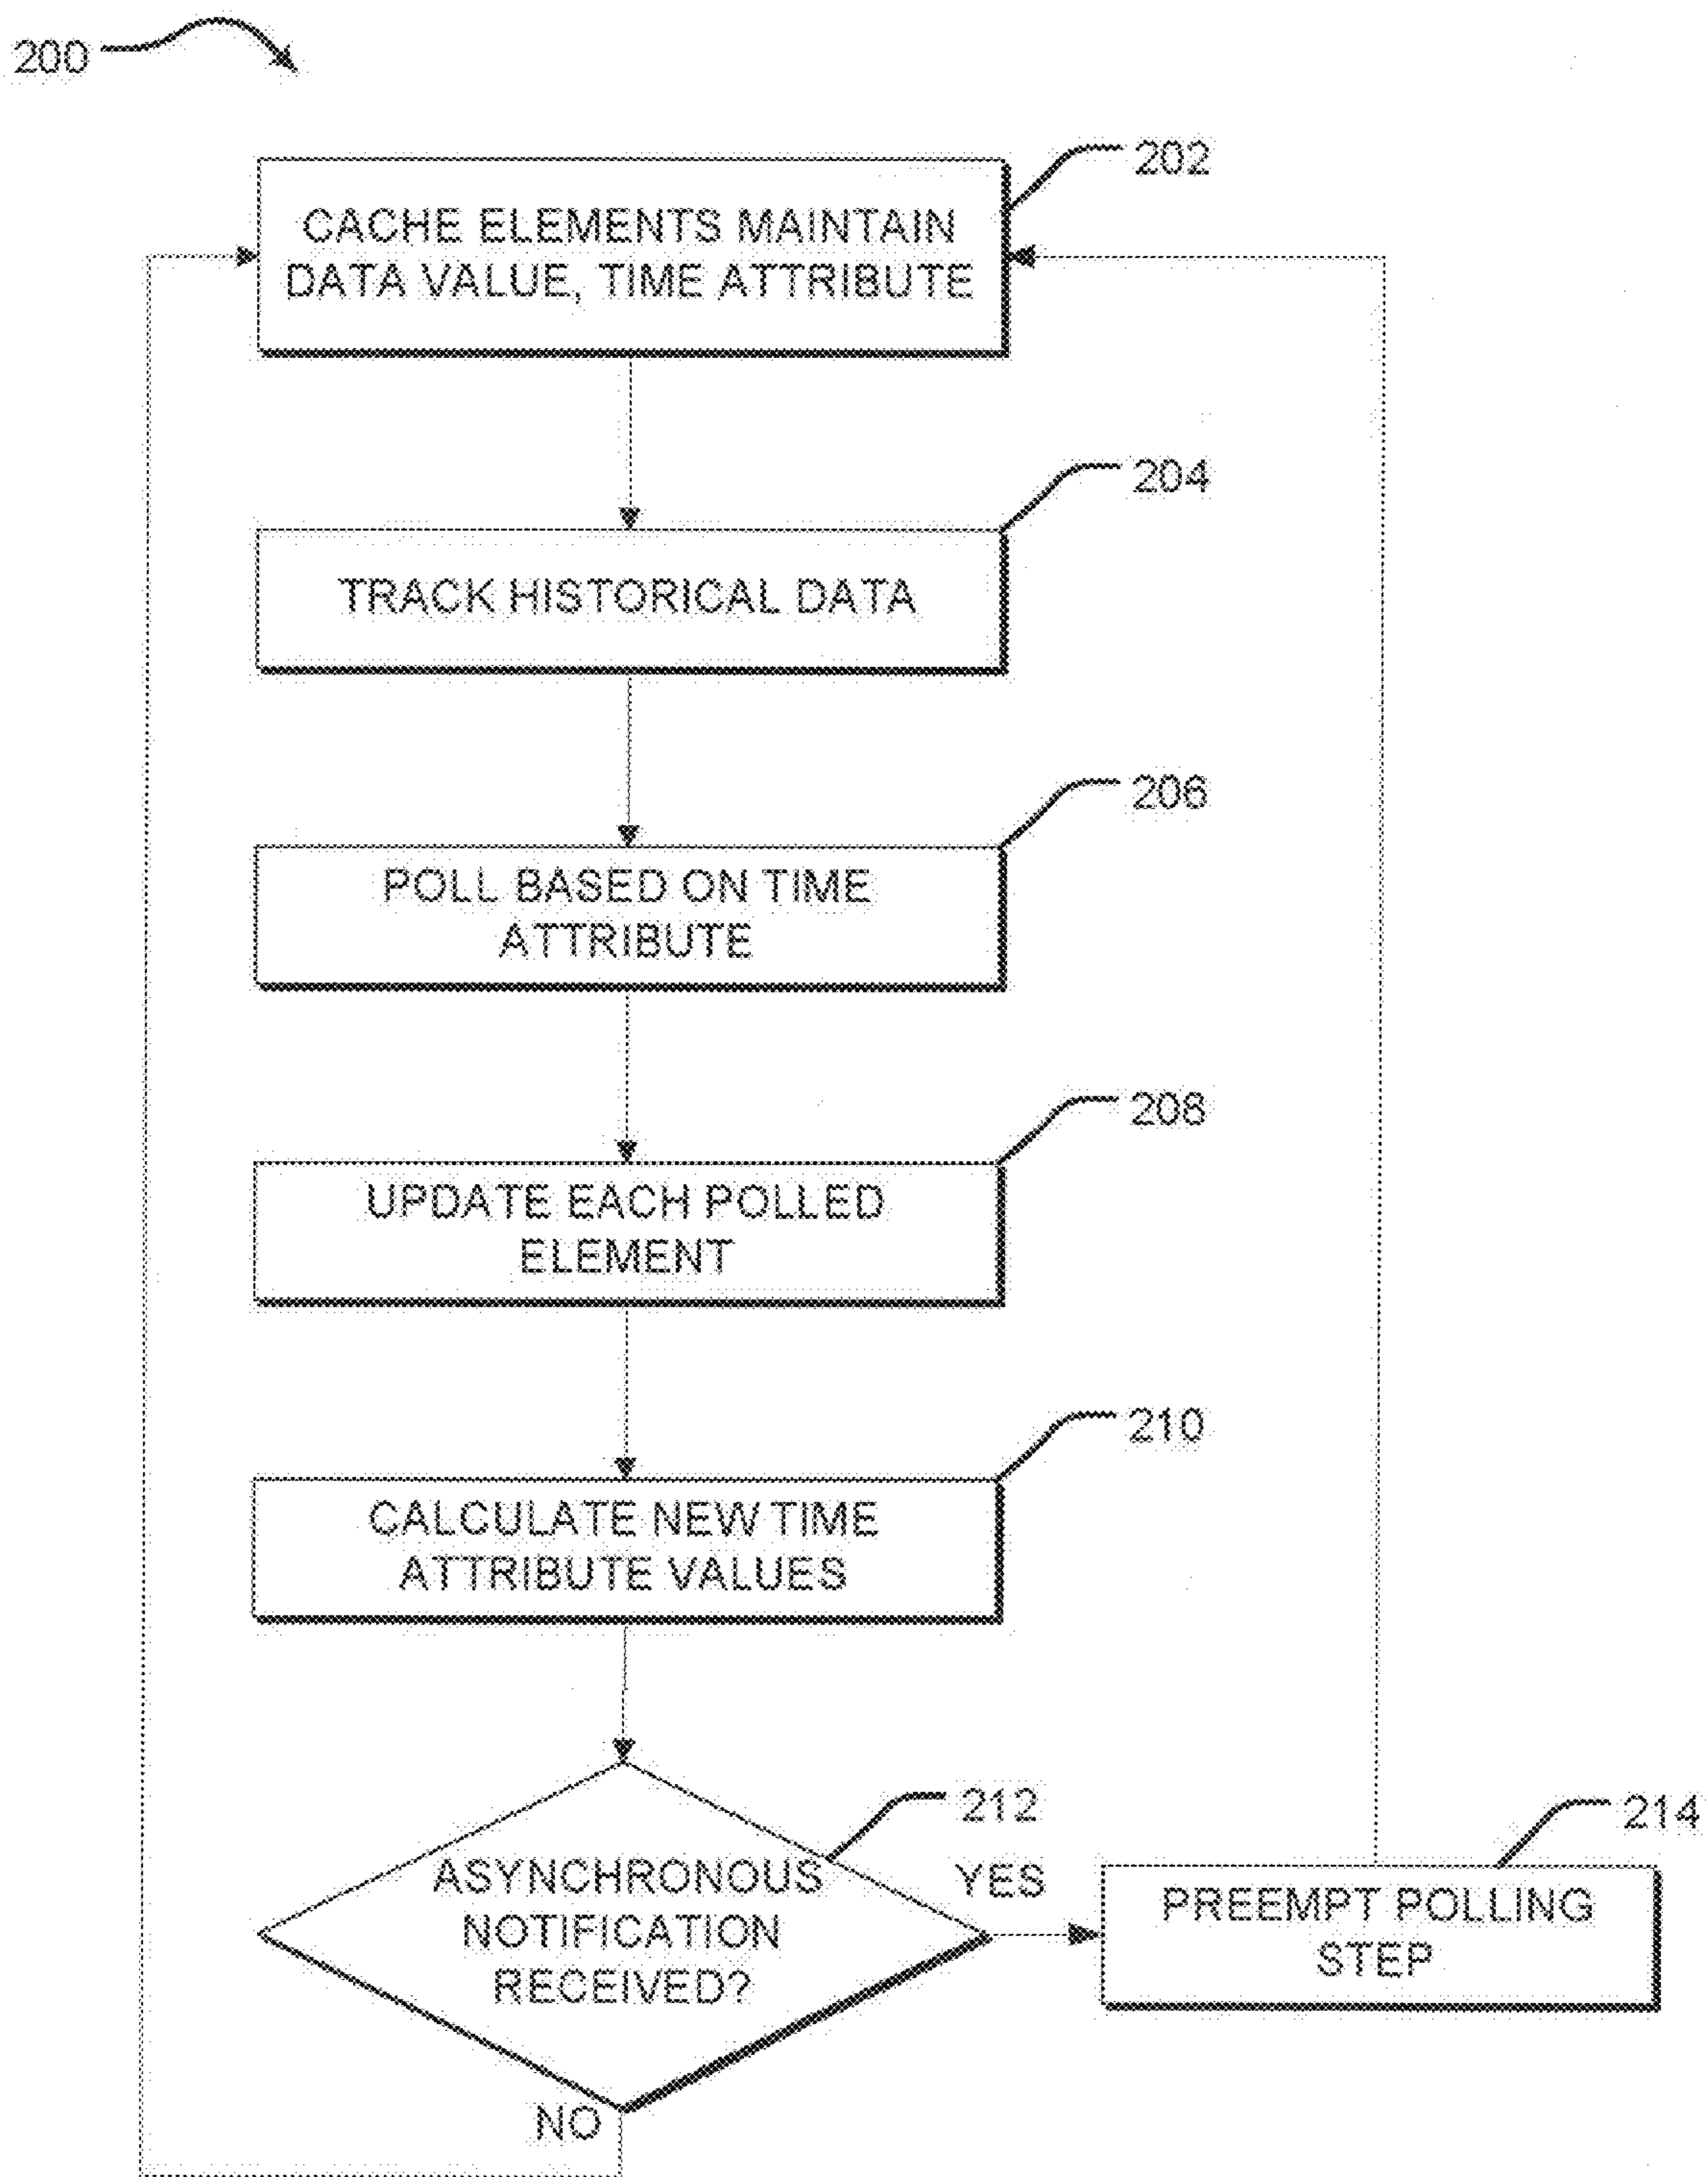 200
202
CACHE ELEMENTS MAINTAIN
DATA VALUE, TIME ATTRIBUTE
204
TRACK HISTORICAL DATA
206
POLL BASED ON TIME
ATTRIBUTE
208
UPDATE EACH POLLED
ELEMENT
210
CALCULATE NEW TIME
ATTRIBUTE VALUES
212
ASYNCHRONOUS
NOTIFICATION
RECEIVED?
YES
214
PREEMPT POLLING
STEP
NO